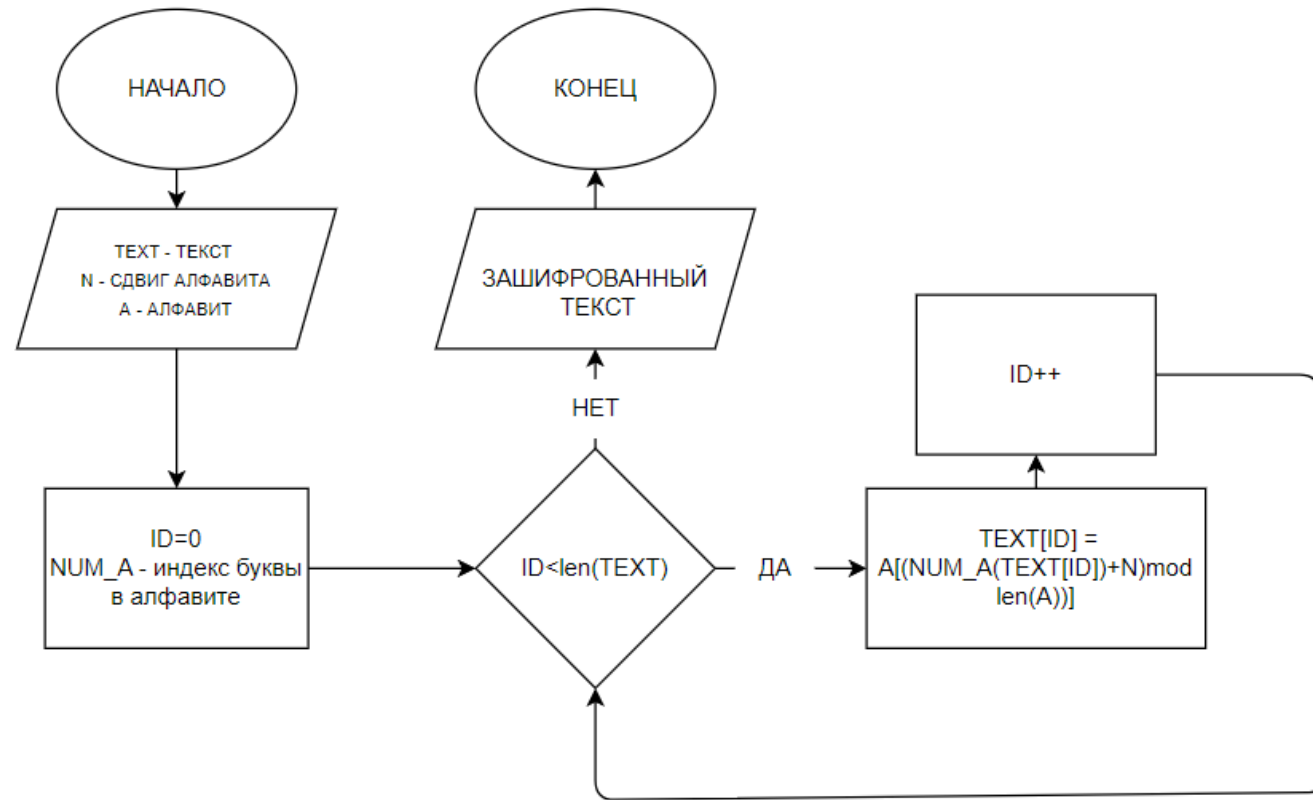 НАЧАЛО
КОНЕЦ
TEXT - ТЕКСТ
N - СДВИГ АЛФАВИТА
А - АЛФАВИТ
ЗАШИФРОВАННЫЙ
ТЕКСТ
ID++
НЕТ
ID=0
NUM_A - индекс буквы
в алфавите
ID<len(TEXT)
ДА
TEXT[ID] =
A[(NUM_A(TEXT[ID])+N)mod
len(A))]